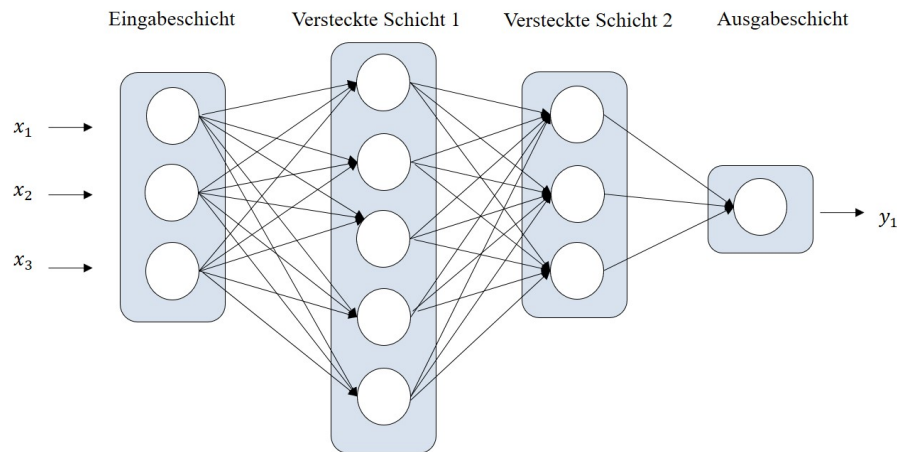 Eingabeschicht Versteckte Schicht 1 Versteckte Schicht 2 Ausgabeschicht
x₁
x₂
x₃
y₁